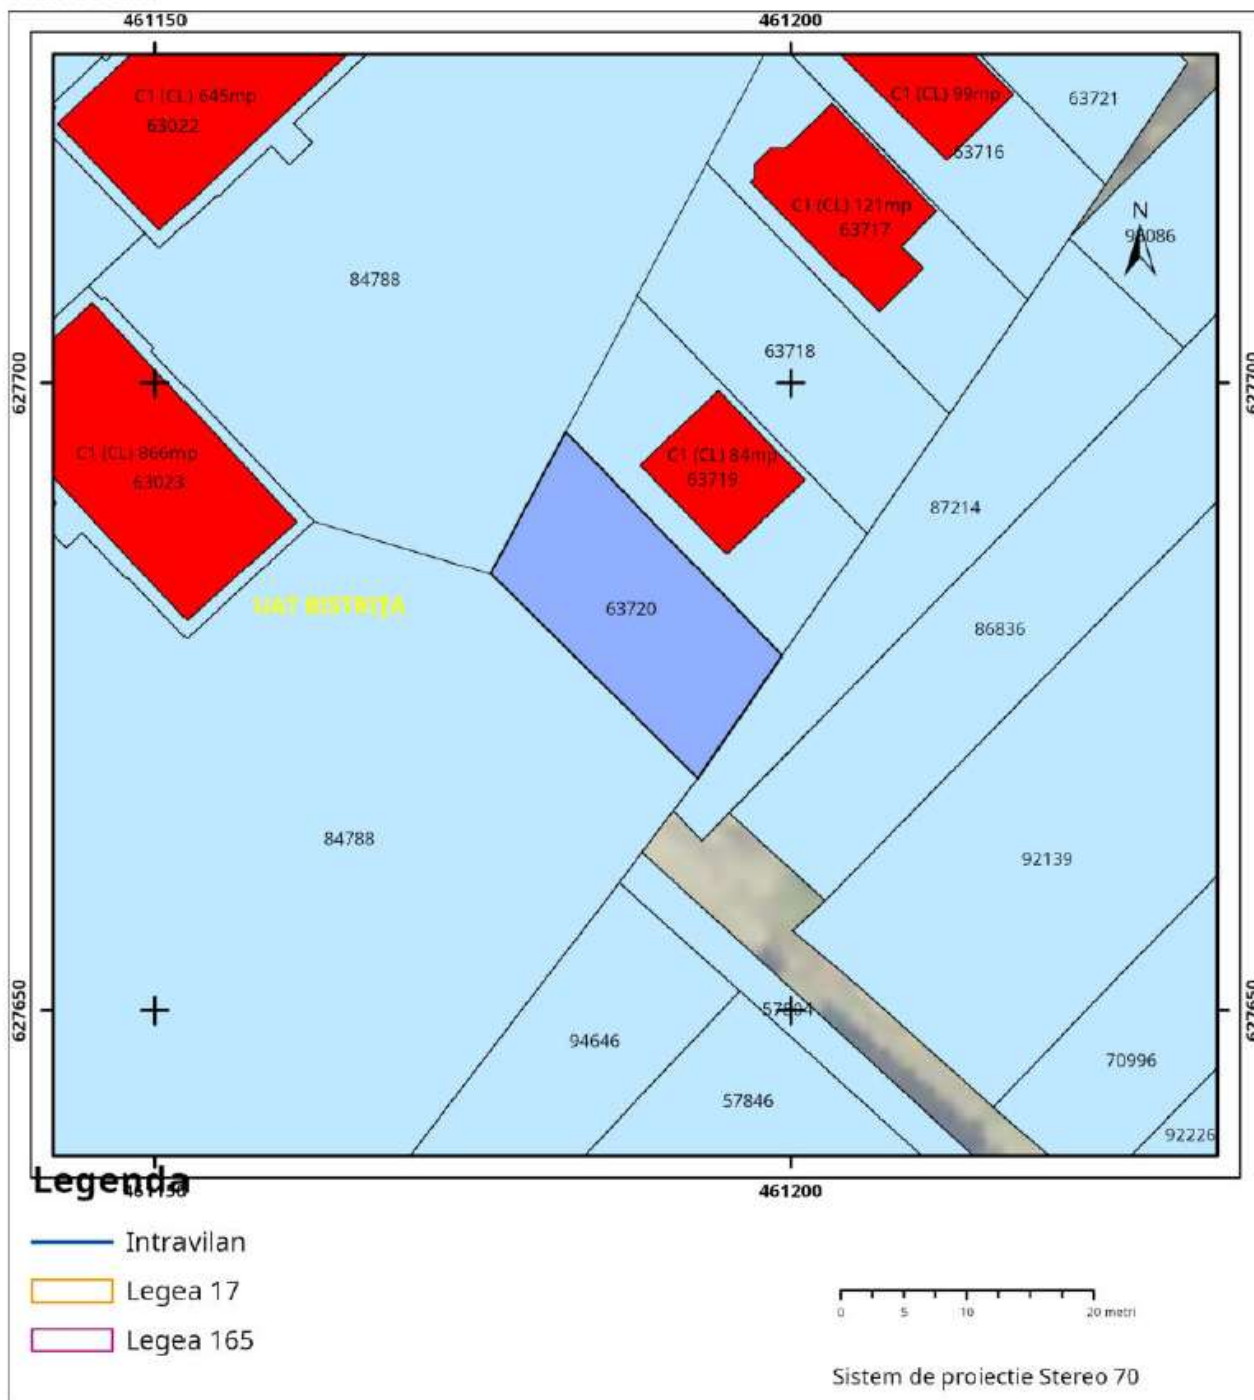 461150
461200
C1 (CL) 645mp
63022
C1 (CL) 99mp
63721
63716
C1 (CL) 121mp
63717
N
84788
63718
627700
627700
C1 (CL) 866mp
63023
C1 (CL) 84mp
63719
87214
UAT BISTRIȚA
63720
86836
84788
92139
627650
627650
94646
70996
57846
92226
Legenda
461150
461200
Intravilan
Legea 17
Legea 165
0 5 10 20 metri
Sistem de proiectie Stereo 70